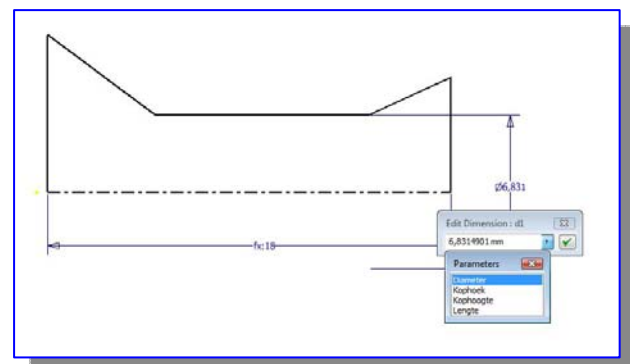 Ø6,831
Edit Dimension : d1
6,8314901 mm
fx:18
Parameters
Diameter
Kophoek
Kophoogte
Lengte